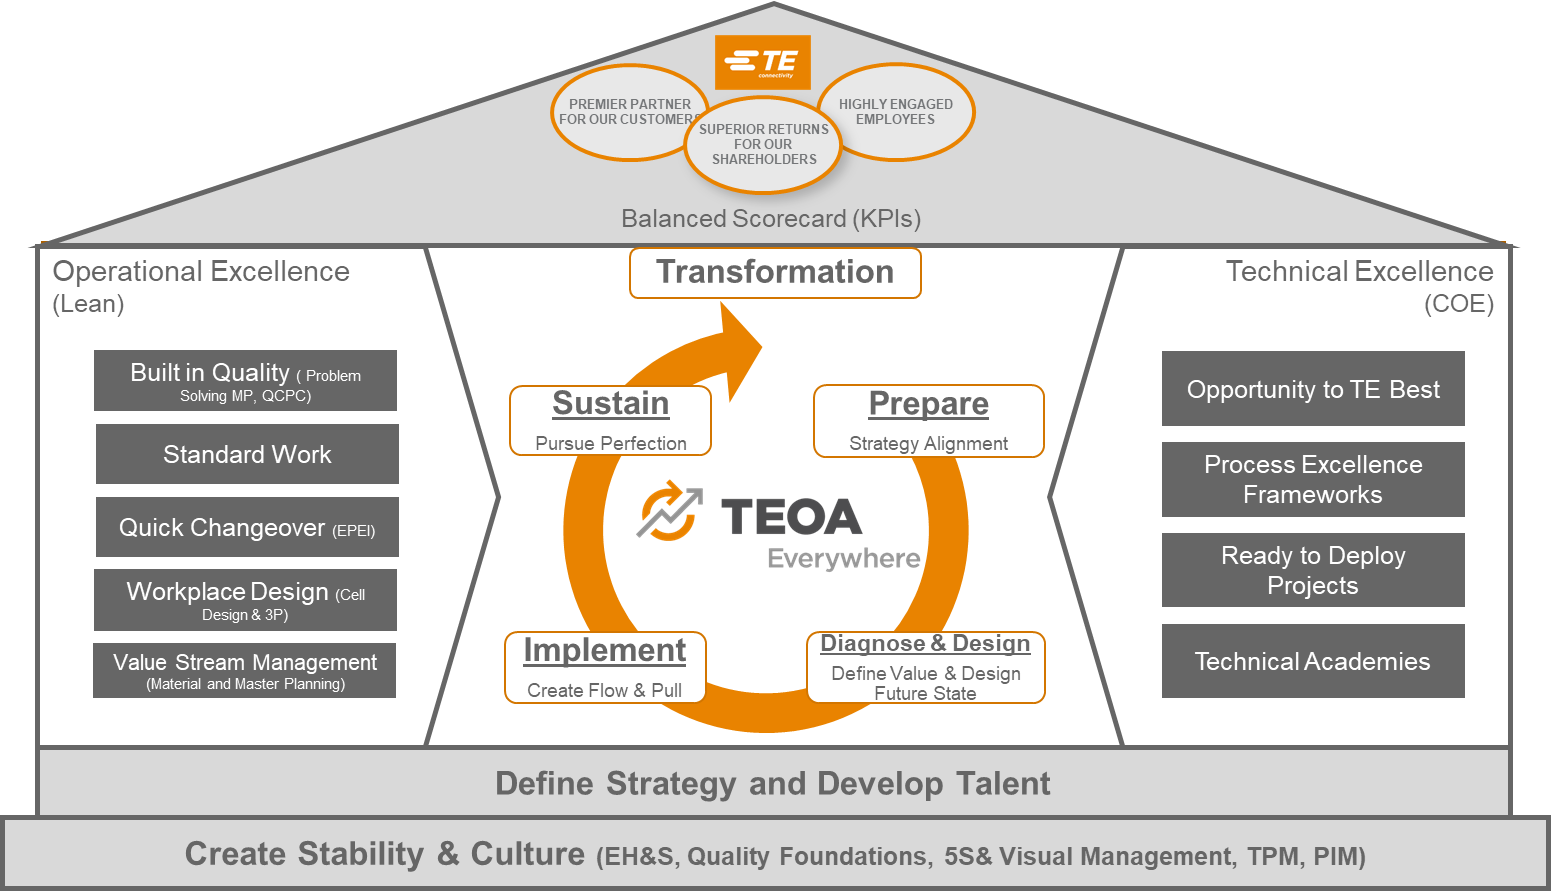 TE
connectivity
PREMIER PARTNER
FOR OUR CUSTOMERS
HIGHLY ENGAGED
EMPLOYEES
SUPERIOR RETURNS
FOR OUR
SHAREHOLDERS
Balanced Scorecard (KPIs)
Operational Excellence
(Lean)
Built in Quality ( Problem
Solving MP, QCPC)
Standard Work
Quick Changeover (EPEI)
Workplace Design (Cell
Design & 3P)
Value Stream Management
(Material and Master Planning)
Transformation
Sustain
Pursue Perfection
Prepare
Strategy Alignment
TEOA
Everywhere
Implement
Create Flow & Pull
Diagnose & Design
Define Value & Design
Future State
Technical Excellence
(COE)
Opportunity to TE Best
Process Excellence
Frameworks
Ready to Deploy
Projects
Technical Academies
Define Strategy and Develop Talent
Create Stability & Culture (EH&S, Quality Foundations, 5S& Visual Management, TPM, PIM)